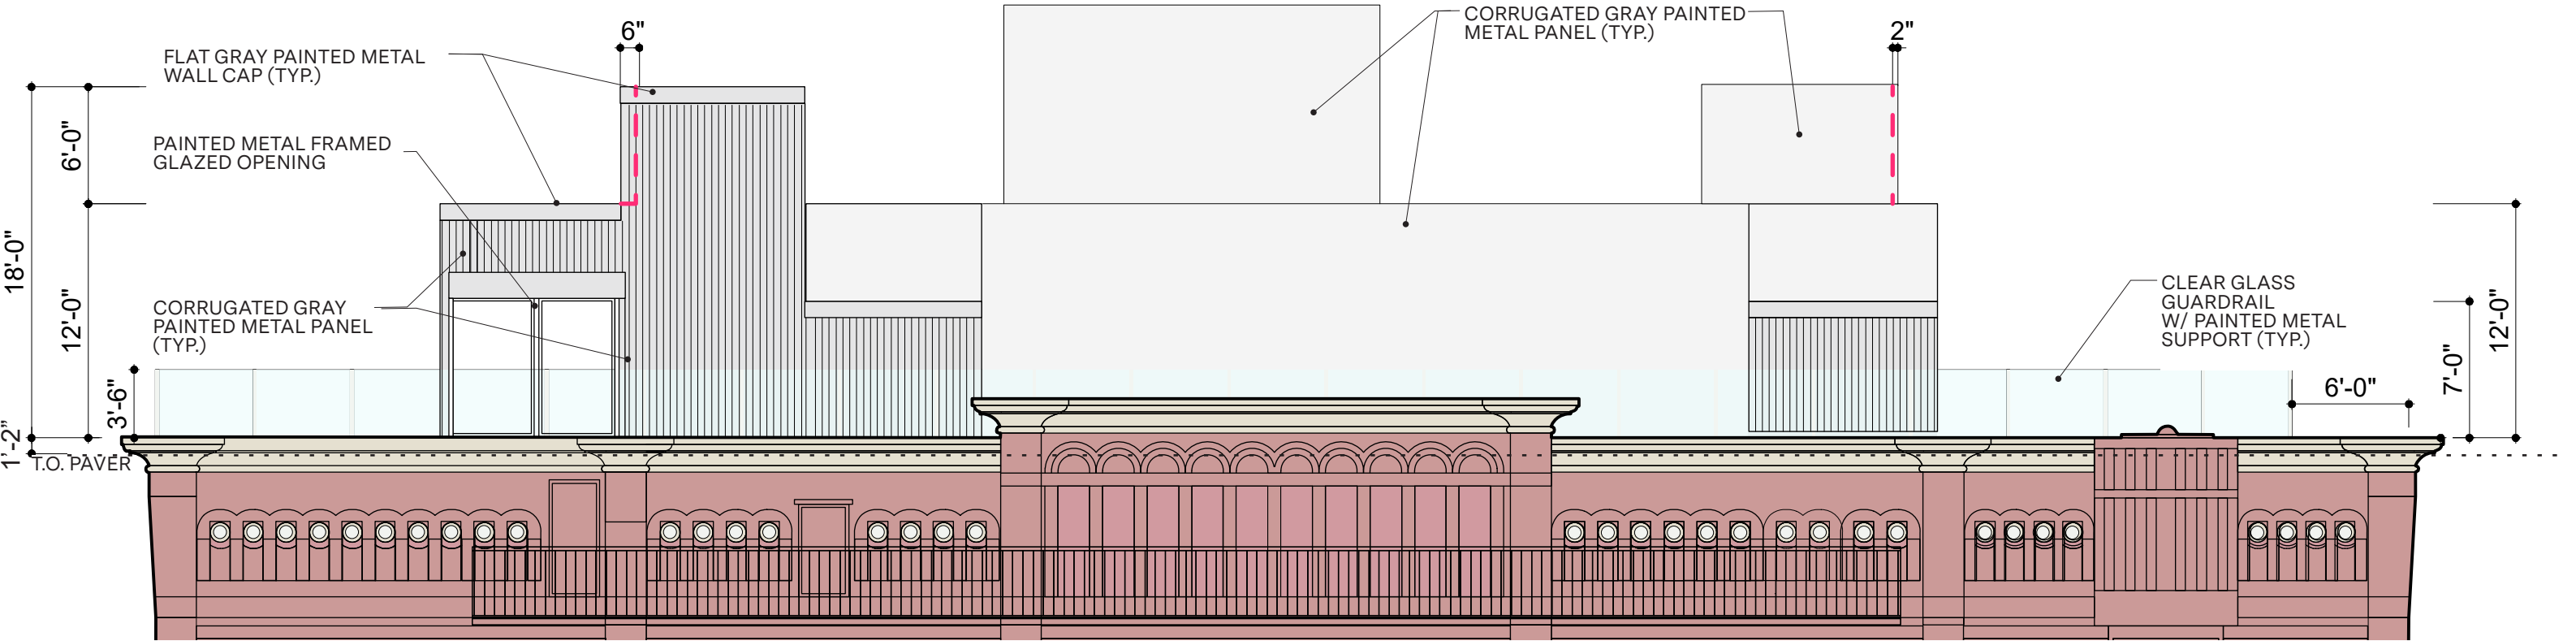 6"
CORRUGATED GRAY PAINTED
METAL PANEL (TYP.)
2"
FLAT GRAY PAINTED METAL
WALL CAP (TYP.)
6'-0"
PAINTED METAL FRAMED
GLAZED OPENING
18'-0"
12'-0"
CORRUGATED GRAY
PAINTED METAL PANEL
(TYP.)
CLEAR GLASS
GUARDRAIL
W/ PAINTED METAL
SUPPORT (TYP.)
12'-0"
7'-0"
6'-0"
3'-6"
1'-2"
T.O. PAVER